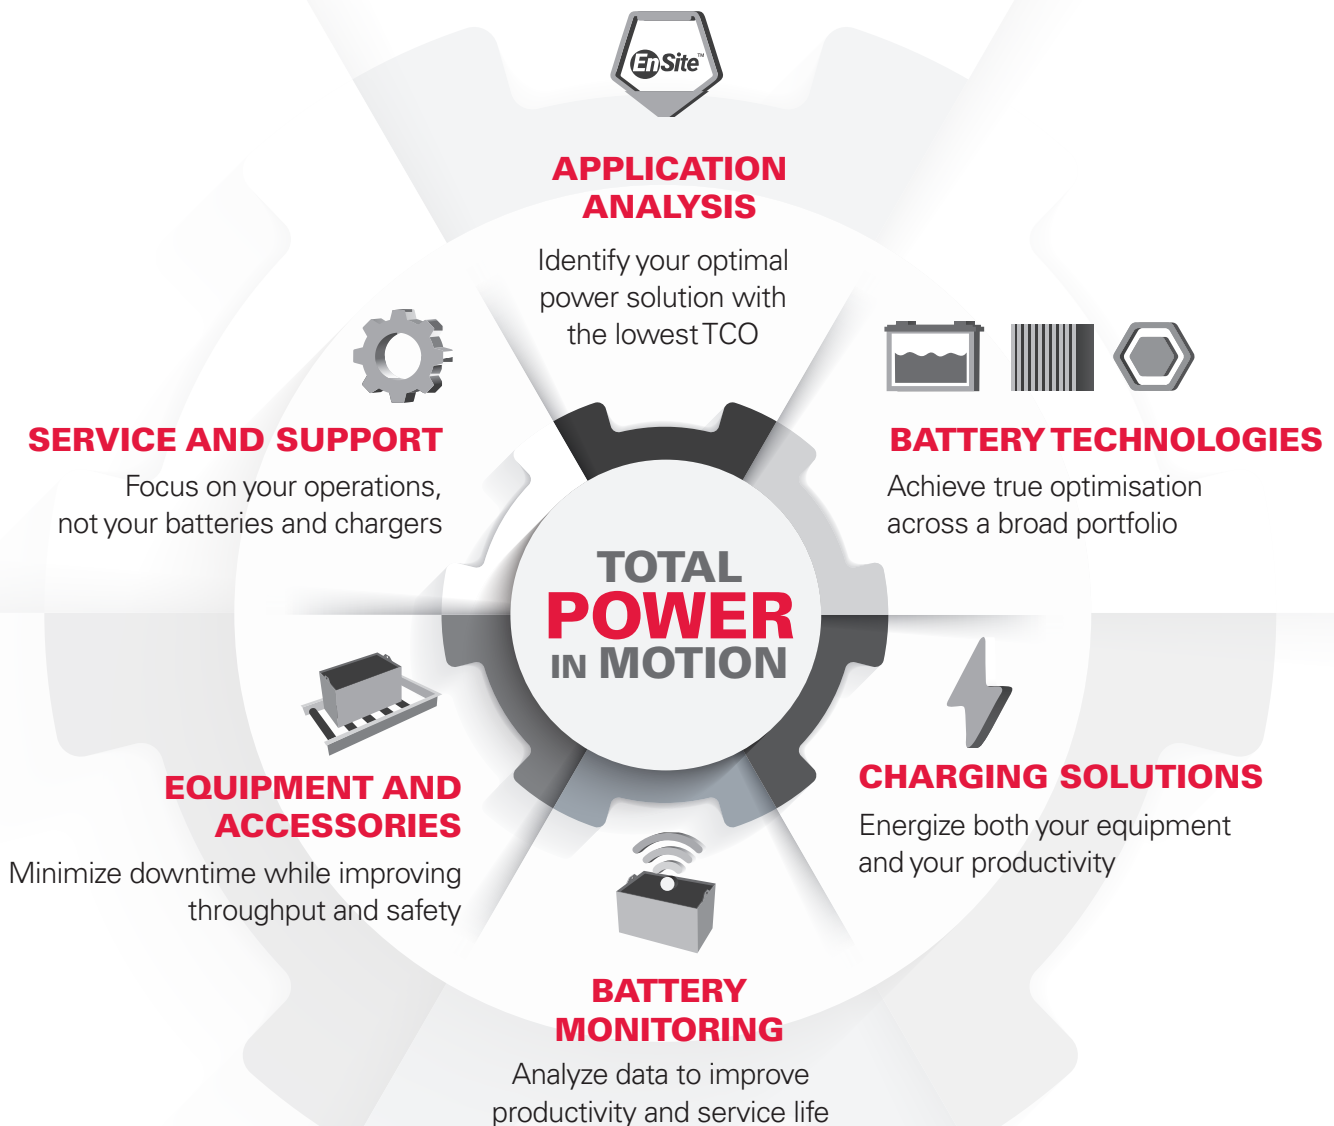 EnSite™
APPLICATION
ANALYSIS
Identify your optimal
power solution with
the lowest TCO
BATTERY TECHNOLOGIES
Achieve true optimisation
across a broad portfolio
SERVICE AND SUPPORT
Focus on your operations,
not your batteries and chargers
TOTAL
POWER
IN MOTION
CHARGING SOLUTIONS
Energize both your equipment
and your productivity
EQUIPMENT AND
ACCESSORIES
Minimize downtime while improving
throughput and safety
BATTERY
MONITORING
Analyze data to improve
productivity and service life